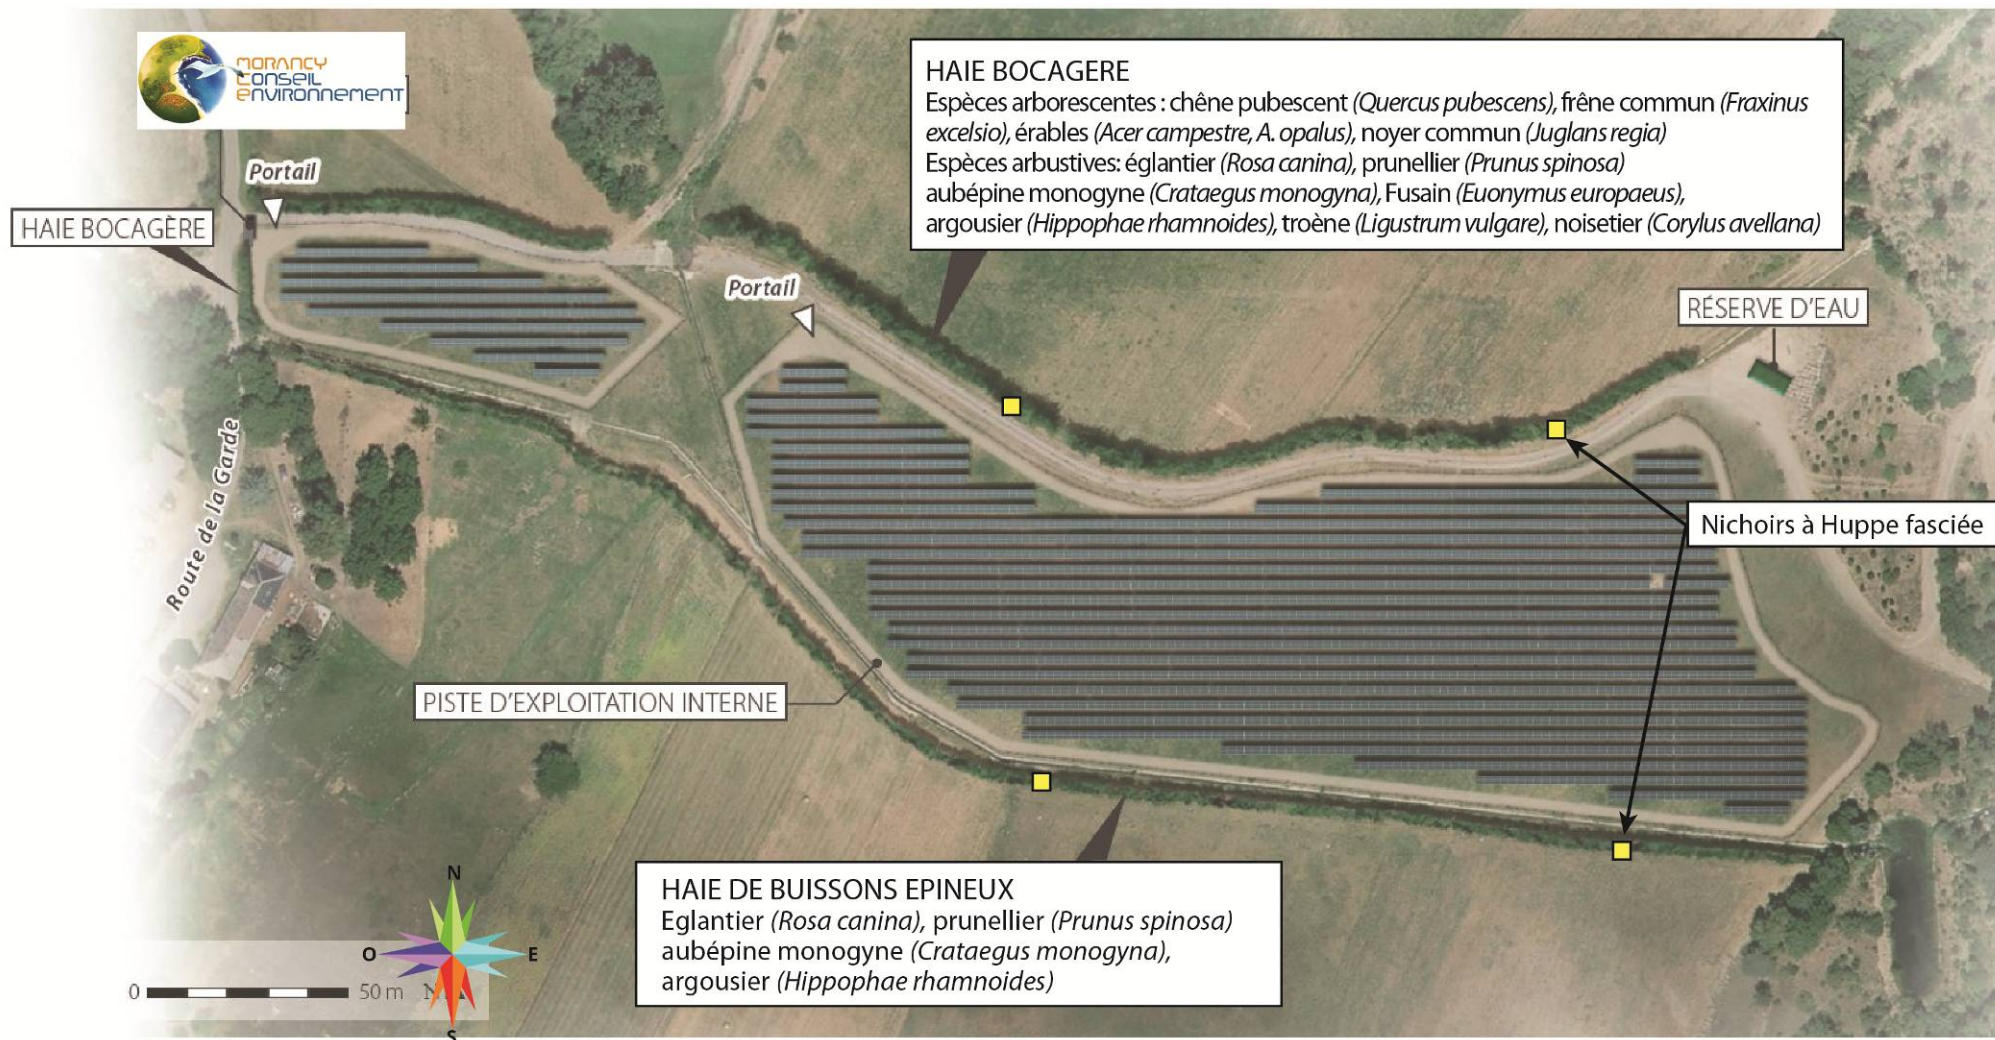 MORANCY
CONSEIL
ENVIRONNEMENT
HAIE BOCAGERE
Espèces arborescentes : chêne pubescent (Quercus pubescens), frêne commun (Fraxinus
excelsio), érables (Acer campestre, A. opalus), noyer commun (Juglans regia)
Espèces arbustives: églantier (Rosa canina), prunellier (Prunus spinosa)
aubépine monogyne (Crataegus monogyna), Fusain (Euonymus europaeus),
argousier (Hippophae rhamnoides), troène (Ligustrum vulgare), noisetier (Corylus avellana)
Portail
HAIE BOCAGÈRE
Portail
RÉSERVE D'EAU
Route de la Garde
Nichoirs à Huppe fasciée
PISTE D'EXPLOITATION INTERNE
HAIE DE BUISSONS EPINEUX
Eglantier (Rosa canina), prunellier (Prunus spinosa)
aubépine monogyne (Crataegus monogyna),
argousier (Hippophae rhamnoides)
N
O
E
S
0
50 m